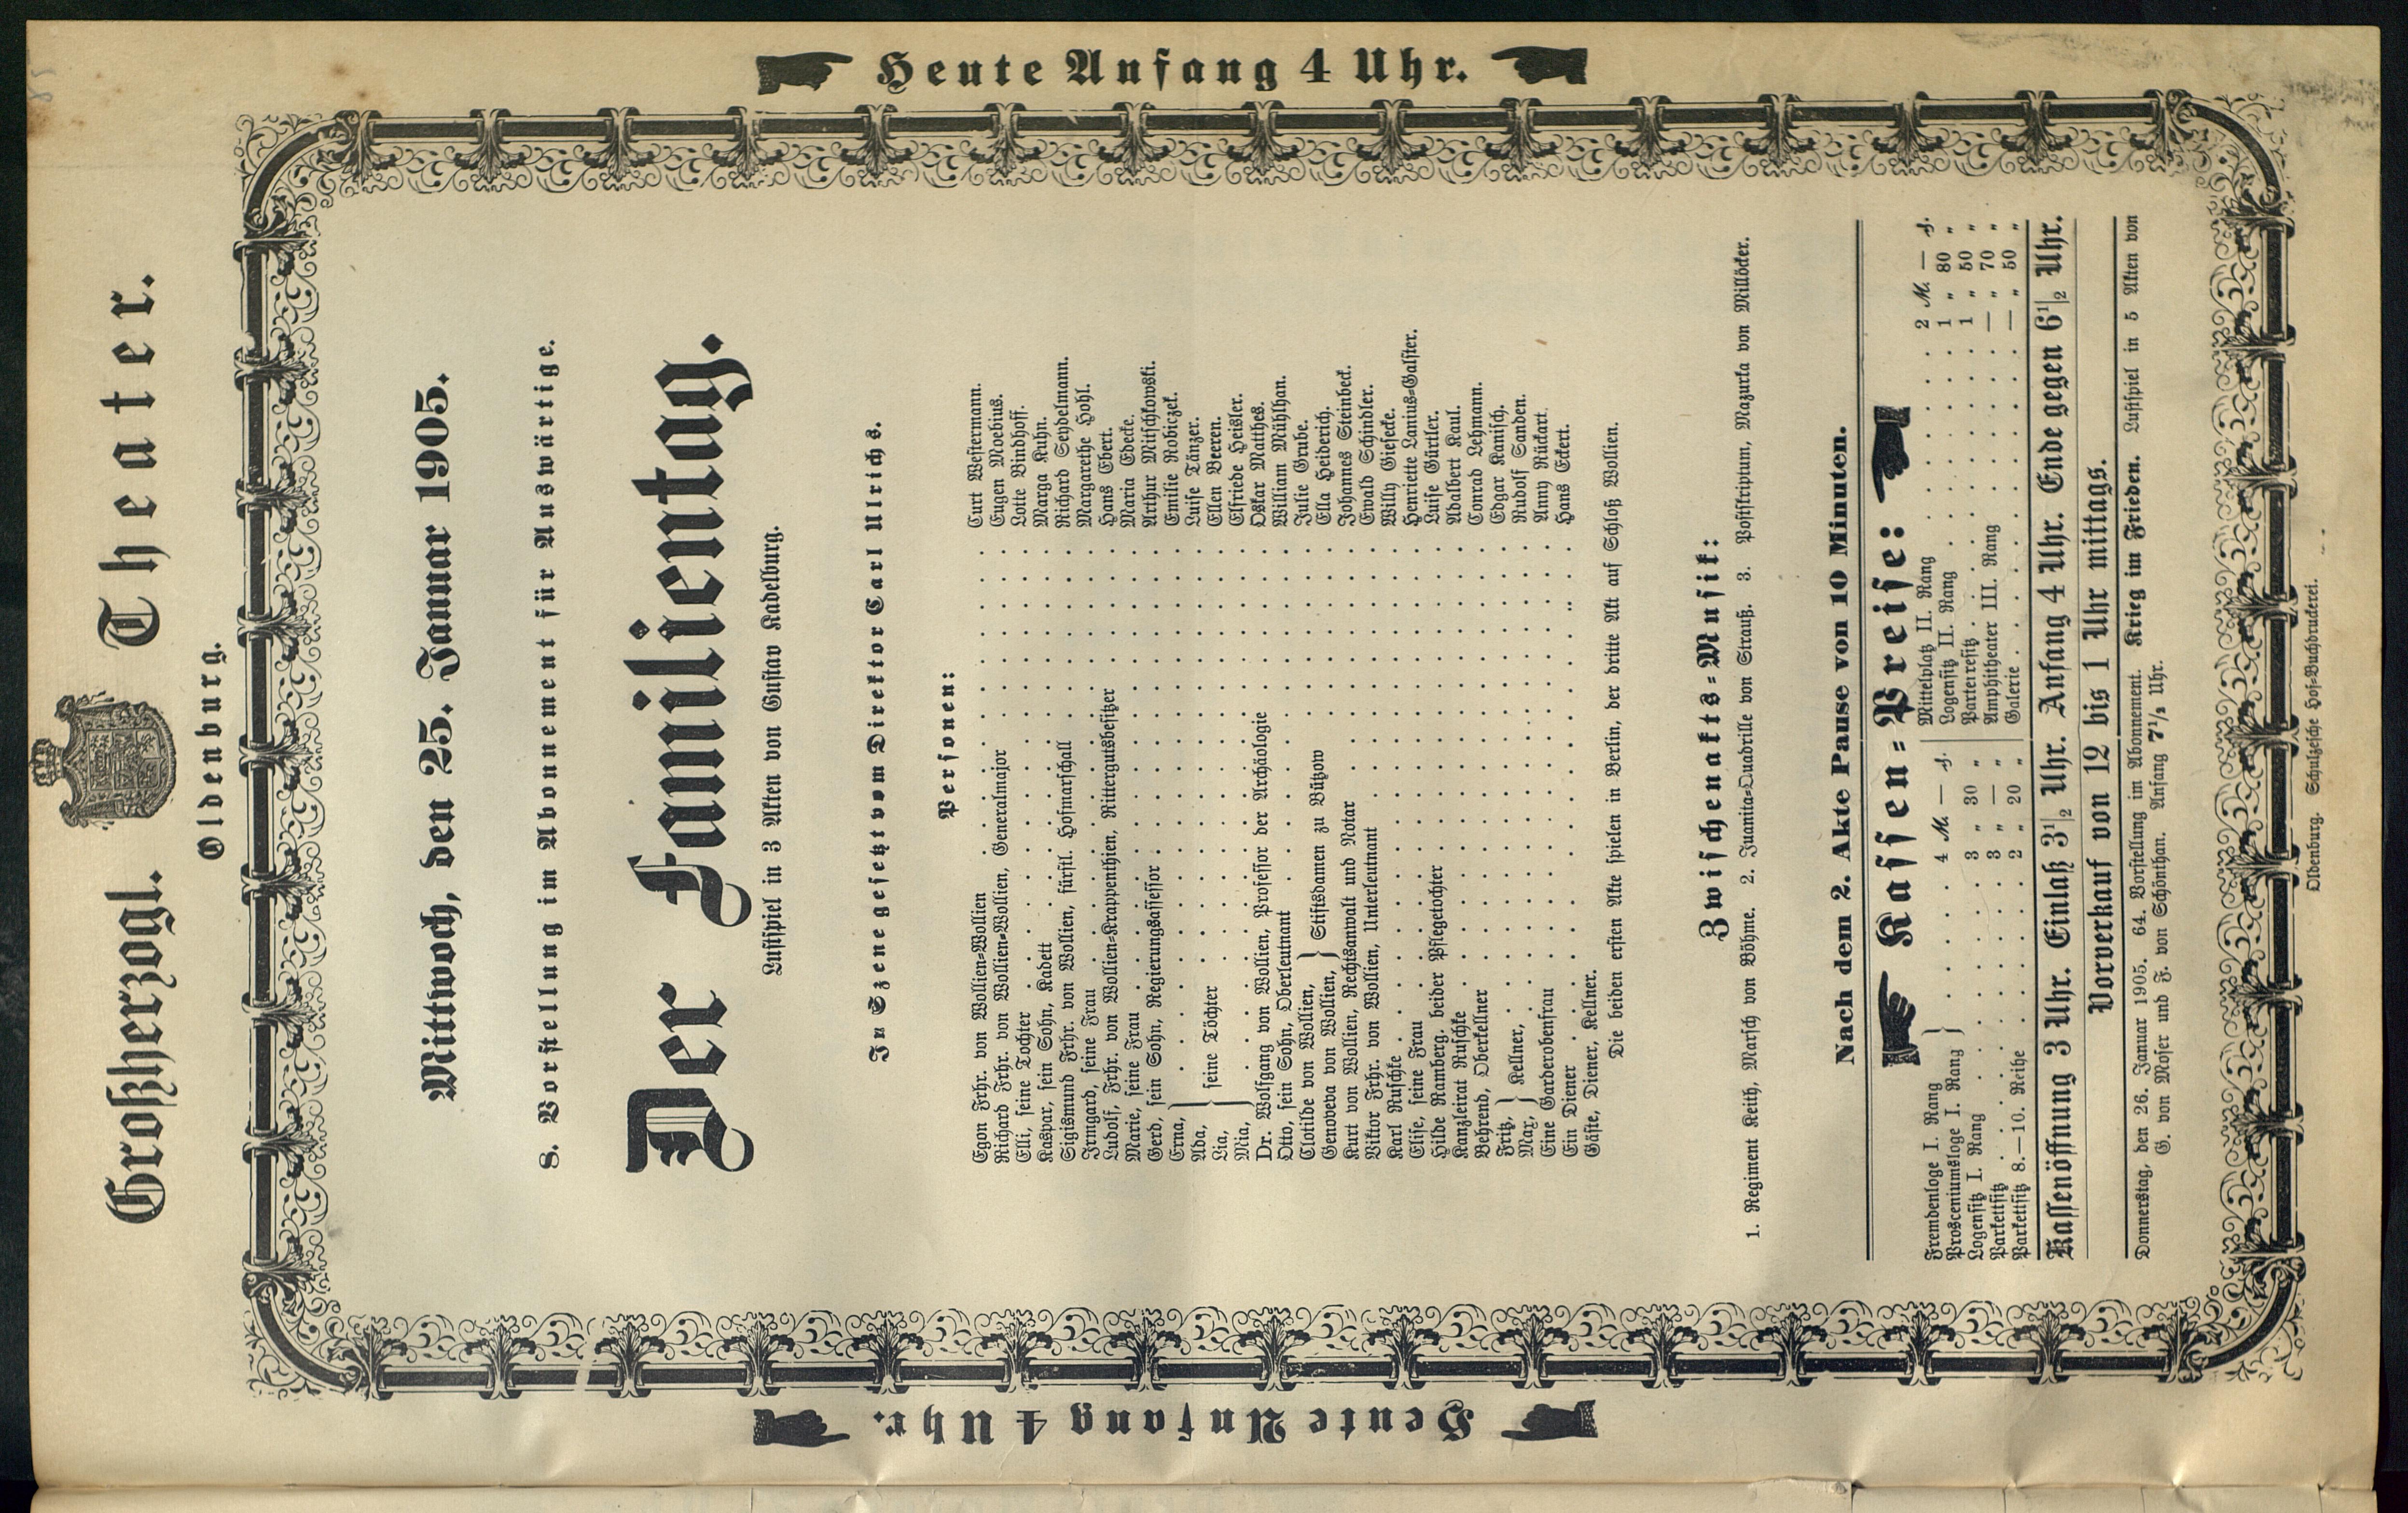 Großherzogl. Theater.
Oldenburg.
Heute Anfang 4 Uhr.
Mittwoch, den 25. Januar 1905.
8. Vorstellung im Abonnement für Auswärtige.
Der Familientag.
Lustspiel in 3 Akten von Gustav Kadelburg.
In Szene gesetzt vom Direktor Carl Ulrichs.
Personen:
Egon Frhr. von Wollien-Wollien . . . Curt Westermann.
Richard Frhr. von Wollien-Wollien, Generalmajor . . . Eugen Moebius.
Elli, seine Tochter . . . Lotte Bindhoff.
Kaspar, sein Sohn, Kadett . . . Marga Kuhn.
Sigismund Frhr. von Wollien, fürstl. Hofmarschall . . . Richard Seydelmann.
Irmgard, seine Frau . . . Margarethe Hohl.
Ludolf, Frhr. von Wollien-Krappenthien, Rittergutsbesitzer . . . Hans Ebert.
Marie, seine Frau . . . Maria Ebecke.
Gerd, sein Sohn, Regierungsassessor . . . Arthur Mitschkowski.
Erna, . . . Emilie Robiczek.
Ada, } seine Töchter . . . Luise Tänzer.
Lia, . . . Ellen Beeren.
Mia, . . . Elfriede Heisler.
Dr. Wolfgang von Wollien, Professor der Archäologie . . . Oskar Matthes.
Otto, sein Sohn, Oberleutnant . . . William Mühlhan.
Clotilde von Wollien, } Stiftsdamen zu Bützow . . . Julie Grube.
Genoveva von Wollien, . . . Ella Heiderich.
Kurt von Wollien, Rechtsanwalt und Notar . . . Johannes Steinbeck.
Viktor Frhr. von Wollien, Unterleutnant . . . Ewald Schindler.
Karl Ruschke . . . Willy Giesecke.
Elise, seine Frau . . . Henriette Lanius-Galster.
Hilde Ramberg, beider Pflegetochter . . . Luise Gürtler.
Kanzleirat Ruschke . . . Adalbert Kaul.
Behrend, Oberkellner . . . Conrad Lehmann.
Fritz, } Kellner, . . . Edgar Kanisch.
Max, . . . Rudolf Sanden.
Eine Garderobenfrau . . . Anny Rückart.
Ein Diener . . . Hans Eckert.
Gäste, Diener, Kellner.
Die beiden ersten Akte spielen in Berlin, der dritte Akt auf Schloß Wollien.
Zwischenakts-Musik:
1. Regiment Keith, Marsch von Böhme. 2. Juanita-Quadrille von Strauß. 3. Postskriptum, Mazurka von Millöcker.
Nach dem 2. Akte Pause von 10 Minuten.
Kassen-Preise:
Fremdenloge I. Rang
Prosceniumsloge I. Rang } . . . 4 M. — ₰.
Logensitz I. Rang . . . 3 „ 30 „
Parkettsitz . . . 3 „ — „
Parkettsitz 8.—10. Reihe . . . 2 „ 20 „
Mittelplatz II. Rang . . . 2 M. — ₰.
Logensitz II. Rang . . . 1 „ 80 „
Parterresitz . . . 1 „ 50 „
Amphitheater III. Rang . . . — „ 70 „
Galerie . . . — „ 50 „
Kassenöffnung 3 Uhr. Einlaß 3 1/2 Uhr. Anfang 4 Uhr. Ende gegen 6 1/2 Uhr.
Vorverkauf von 12 bis 1 Uhr mittags.
Donnerstag, den 26. Januar 1905. 64. Vorstellung im Abonnement. Krieg im Frieden. Lustspiel in 5 Akten von
G. von Moser und F. von Schönthan. Anfang 7 1/2 Uhr.
Oldenburg. Schulzesche Hof-Buchdruckerei.
Heute Anfang 4 Uhr.